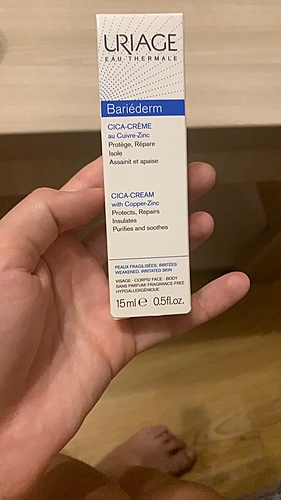 URIAGE
EAU THERMALE
Bariéderm
CICA-CRÈME
au Cuivre-Zinc
Protège, Répare
Isole
Assainit et apaise
CICA-CREAM
with Copper-Zinc
Protects, Repairs
Insulates
Purifies and soothes
PEAUX FRAGILISÉES, IRRITÉES
WEAKENED, IRRITATED SKIN
VISAGE - CORPS / FACE - BODY
SANS PARFUM / FRAGRANCE-FREE
HYPOALLERGÉNIQUE
15 ml e 0.5fl.oz.